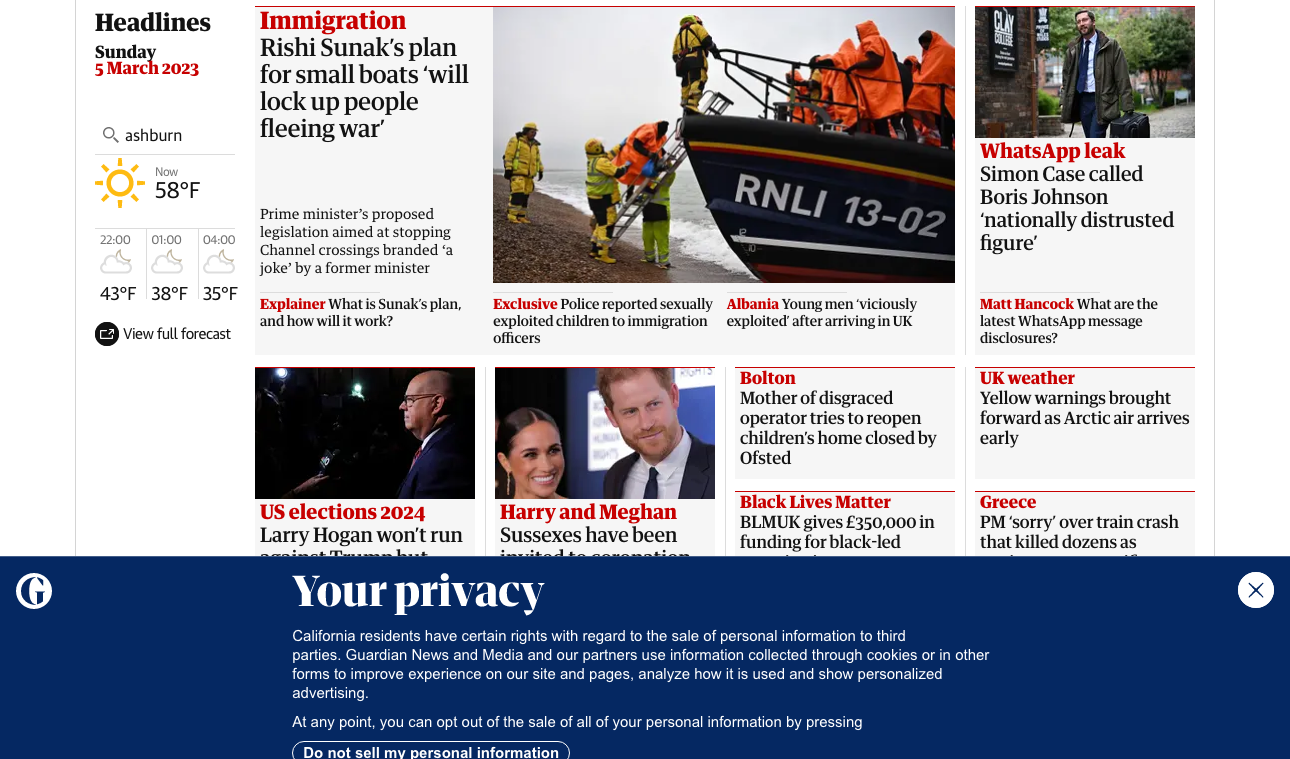 Headlines
Sunday
5 March 2023
ashburn
Now
58°F
22:00
01:00
04:00
43°F
38°F
35°F
View full forecast
Immigration
Rishi Sunak’s plan
for small boats ‘will
lock up people
fleeing war’
Prime minister’s proposed
legislation aimed at stopping
Channel crossings branded ‘a
joke’ by a former minister
Explainer What is Sunak’s plan,
and how will it work?
RNLI 13-02
Exclusive Police reported sexually
exploited children to immigration
officers
Albania Young men ‘viciously
exploited’ after arriving in UK
CLAY
COLLEGE
WhatsApp leak
Simon Case called
Boris Johnson
‘nationally distrusted
figure’
Matt Hancock What are the
latest WhatsApp message
disclosures?
US elections 2024
Larry Hogan won’t run
against Trump but
RIGHTS
Harry and Meghan
Sussexes have been
invited to coronation
Bolton
Mother of disgraced
operator tries to reopen
children’s home closed by
Ofsted
Black Lives Matter
BLMUK gives £350,000 in
funding for black-led
UK weather
Yellow warnings brought
forward as Arctic air arrives
early
Greece
PM ‘sorry’ over train crash
that killed dozens as
Your privacy
California residents have certain rights with regard to the sale of personal information to third
parties. Guardian News and Media and our partners use information collected through cookies or in other
forms to improve experience on our site and pages, analyze how it is used and show personalized
advertising.
At any point, you can opt out of the sale of all of your personal information by pressing
Do not sell my personal information